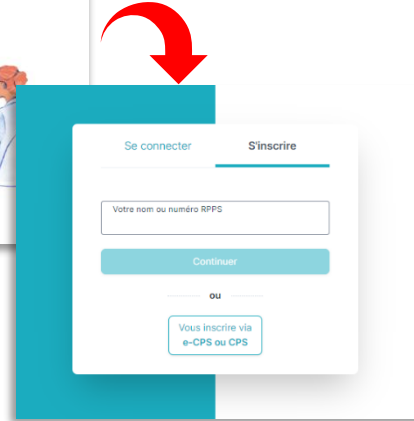 Se connecter
S'inscrire
Votre nom ou numéro RPPS
Continuer
ou
Vous inscrire via
e-CPS ou CPS